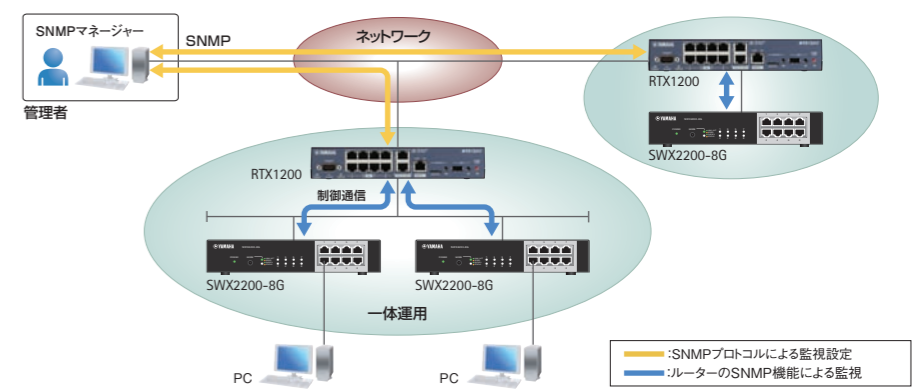 SNMPマネージャー
管理者
SNMP
ネットワーク
RTX1200
YAMAHA
SWX2200-8G
RTX1200
制御通信
YAMAHA
SWX2200-8G
YAMAHA
SWX2200-8G
一体運用
PC
PC
:SNMPプロトコルによる監視設定
:ルーターのSNMP機能による監視